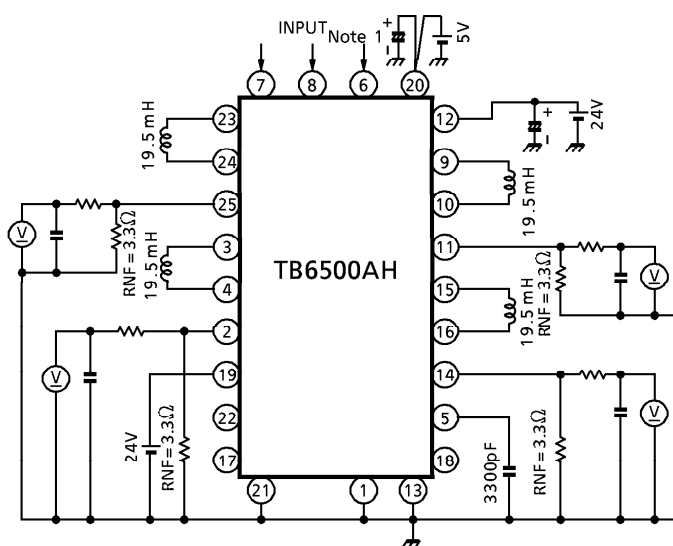 INPUT Note 1
+
-
5V
7
8
6
20
23
19.5mH
24
25
RNF=3.3Ω
V
3
19.5mH
4
2
V
19
24V
RNF=3.3Ω
22
17
TB6500AH
12
+
-
24V
9
19.5mH
10
11
RNF=3.3Ω
V
15
19.5mH
16
14
RNF=3.3Ω
V
5
3300pF
18
21
1
13